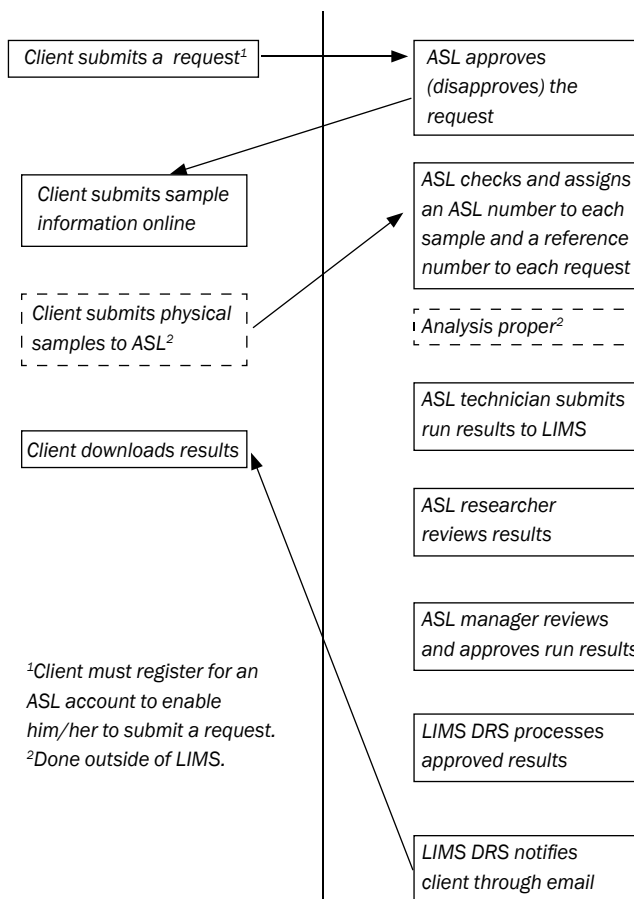 Client submits a request¹
ASL approves
(disapproves) the
request
Client submits sample
information online
ASL checks and assigns
an ASL number to each
sample and a reference
number to each request
Client submits physical
samples to ASL²
Analysis proper²
ASL technician submits
run results to LIMS
Client downloads results
ASL researcher
reviews results
ASL manager reviews
and approves run results
¹Client must register for an
ASL account to enable
him/her to submit a request.
²Done outside of LIMS.
LIMS DRS processes
approved results
LIMS DRS notifies
client through email